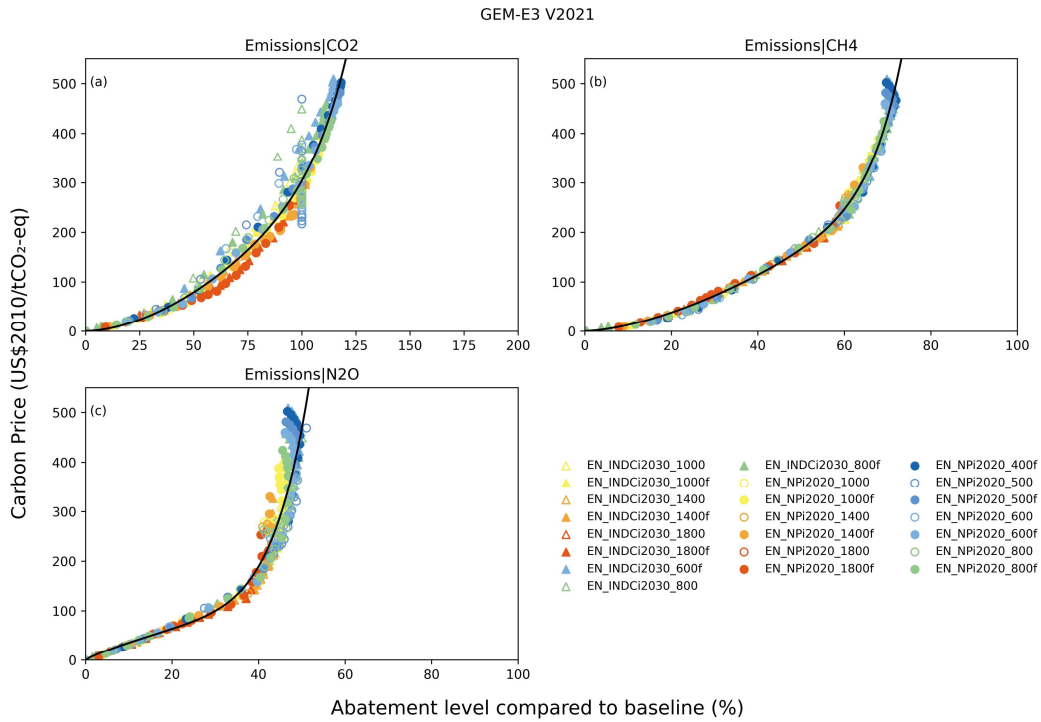 GEM-E3 V2021
Emissions|CO2
(a)
500
400
300
200
100
0
0 25 50 75 100 125 150 175 200
Emissions|CH4
(b)
500
400
300
200
100
0
0 20 40 60 80 100
Emissions|N2O
(c)
500
400
300
200
100
0
0 20 40 60 80 100
Carbon Price (US$2010/tCO₂-eq)
Abatement level compared to baseline (%)
EN_INDCi2030_1000
EN_INDCi2030_1000f
EN_INDCi2030_1400
EN_INDCi2030_1400f
EN_INDCi2030_1800
EN_INDCi2030_1800f
EN_INDCi2030_600f
EN_INDCi2030_800
EN_INDCi2030_800f
EN_NPi2020_1000
EN_NPi2020_1000f
EN_NPi2020_1400
EN_NPi2020_1400f
EN_NPi2020_1800
EN_NPi2020_1800f
EN_NPi2020_400f
EN_NPi2020_500
EN_NPi2020_500f
EN_NPi2020_600
EN_NPi2020_600f
EN_NPi2020_800
EN_NPi2020_800f